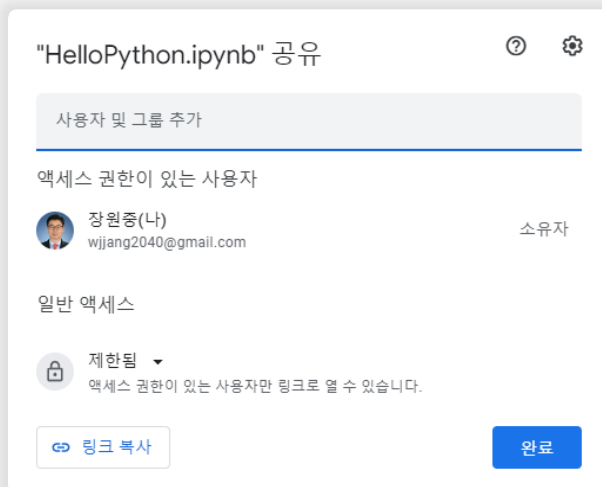 "HelloPython.ipynb" 공유
사용자 및 그룹 추가
액세스 권한이 있는 사용자
장원중(나)
wjjang2040@gmail.com
소유자
일반 액세스
제한됨
액세스 권한이 있는 사용자만 링크로 열 수 있습니다.
링크 복사
완료